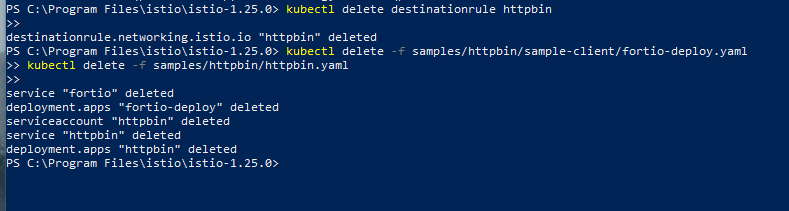 PS C:\Program Files\istio\istio-1.25.0> kubectl delete destinationrule httpbin
>>
destinationrule.networking.istio.io "httpbin" deleted
PS C:\Program Files\istio\istio-1.25.0> kubectl delete -f samples/httpbin/sample-client/fortio-deploy.yaml
>> kubectl delete -f samples/httpbin/httpbin.yaml
>>
service "fortio" deleted
deployment.apps "fortio-deploy" deleted
serviceaccount "httpbin" deleted
service "httpbin" deleted
deployment.apps "httpbin" deleted
PS C:\Program Files\istio\istio-1.25.0>